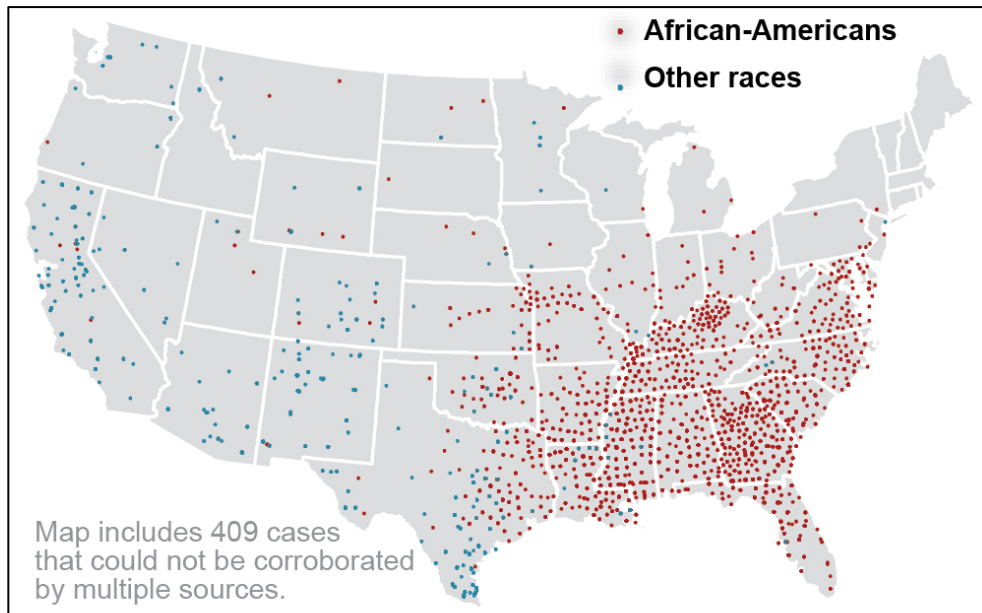 African-Americans
Other races
Map includes 409 cases
that could not be corroborated
by multiple sources.